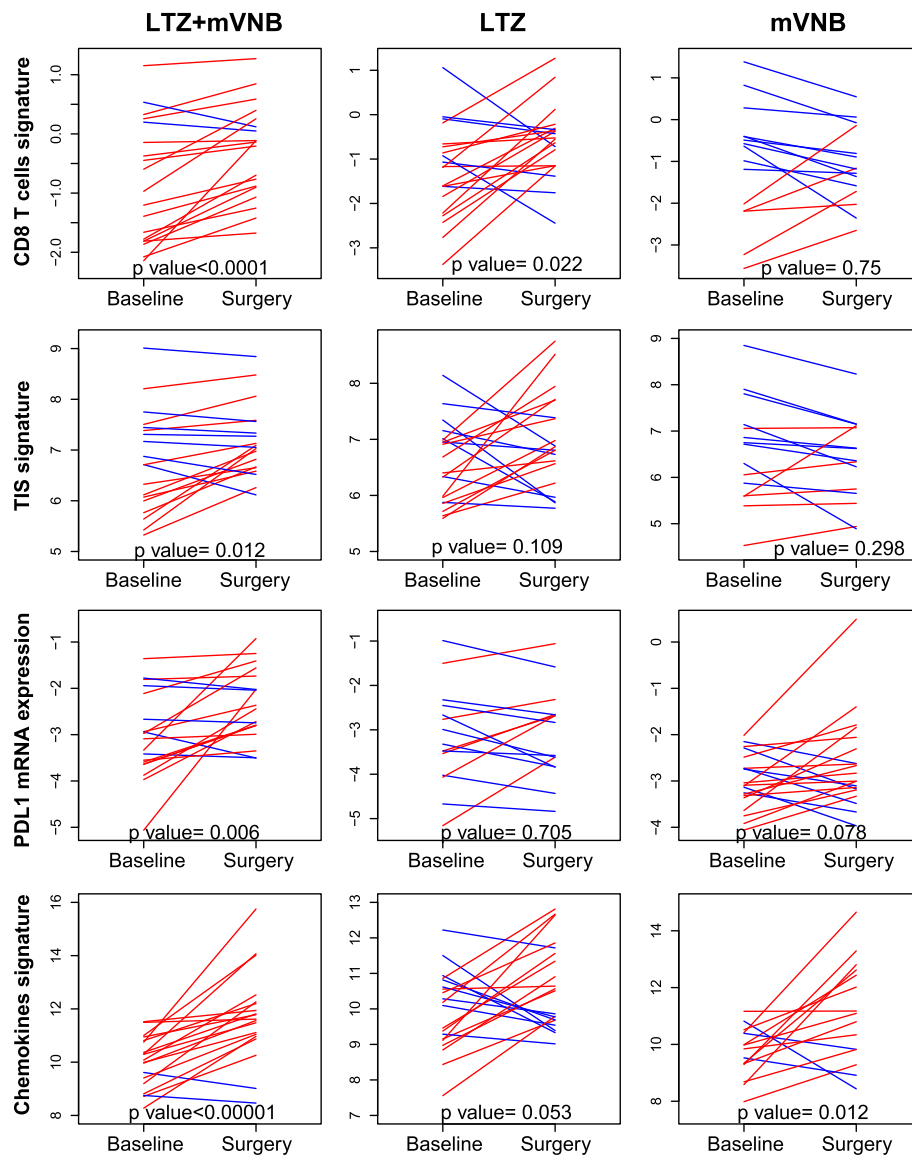 LTZ+mVNB LTZ mVNB
CD8 T cells signature
1.0 0.0 −1.0 −2.0
p value<0.0001
Baseline Surgery
1 0 −1 −2 −3
p value= 0.022
Baseline Surgery
1 0 −1 −2 −3
p value= 0.75
Baseline Surgery
TIS signature
9 8 7 6 5
p value= 0.012
Baseline Surgery
8 7 6 5
p value= 0.109
Baseline Surgery
9 8 7 6 5
p value= 0.298
Baseline Surgery
PDL1 mRNA expression
−1 −2 −3 −4 −5
p value= 0.006
Baseline Surgery
−1 −2 −3 −4 −5
p value= 0.705
Baseline Surgery
0 −1 −2 −3 −4
p value= 0.078
Baseline Surgery
Chemokines signature
16 14 12 10 8
p value<0.00001
Baseline Surgery
13 12 11 10 9 8 7
p value= 0.053
Baseline Surgery
14 12 10 8
p value= 0.012
Baseline Surgery